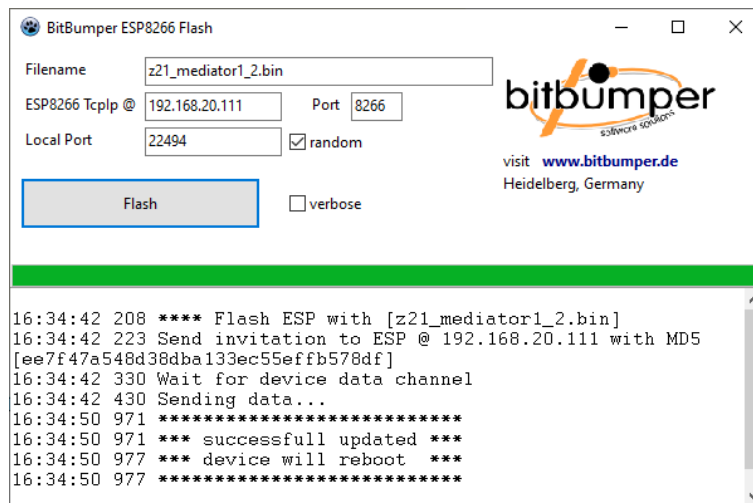 BitBumper ESP8266 Flash
Filename z21_mediator1_2.bin
ESP8266 TcpIp @ 192.168.20.111 Port 8266
Local Port 22494 random
bitbumper
software solutions
visit www.bitbumper.de
Heidelberg, Germany
Flash verbose
16:34:42 208 **** Flash ESP with [z21_mediator1_2.bin]
16:34:42 223 Send invitation to ESP @ 192.168.20.111 with MD5
[ee7f47a548d38dba133ec55effb578df]
16:34:42 330 Wait for device data channel
16:34:42 430 Sending data...
16:34:50 971 ***************************
16:34:50 971 *** successfull updated ***
16:34:50 977 *** device will reboot  ***
16:34:50 977 ***************************